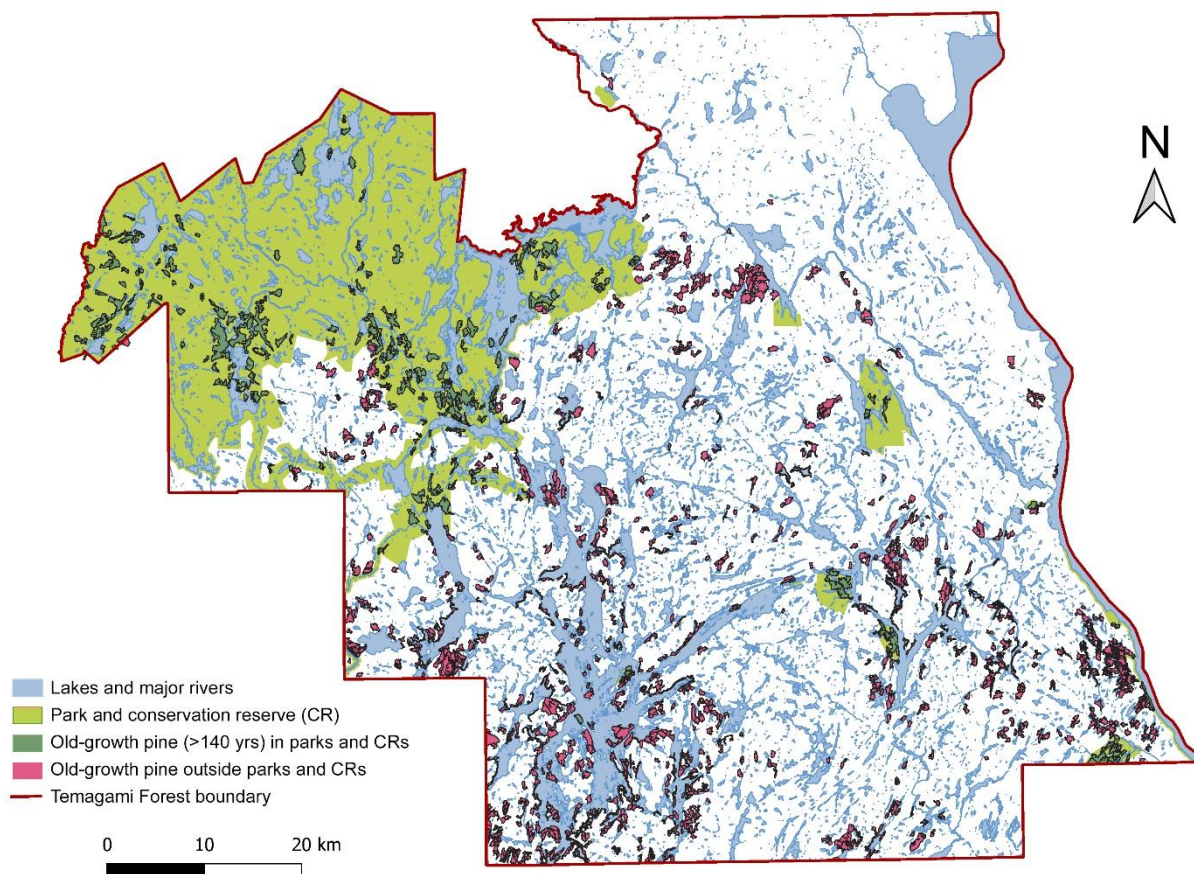 N
Lakes and major rivers
Park and conservation reserve (CR)
Old-growth pine (>140 yrs) in parks and CRs
Old-growth pine outside parks and CRs
Temagami Forest boundary
0 10 20 km